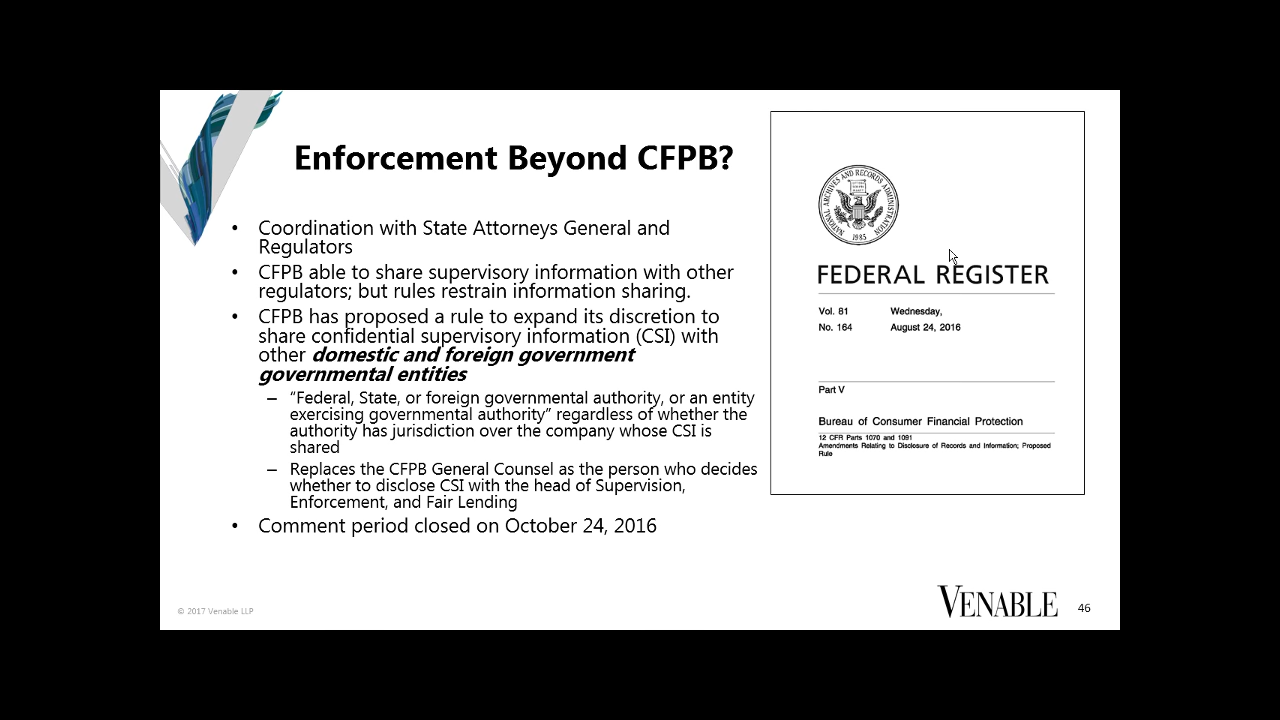 Enforcement Beyond CFPB?
• Coordination with State Attorneys General and
Regulators
• CFPB able to share supervisory information with other
regulators; but rules restrain information sharing.
• CFPB has proposed a rule to expand its discretion to
share confidential supervisory information (CSI) with
other domestic and foreign government
governmental entities
– “Federal, State, or foreign governmental authority, or an entity
exercising governmental authority” regardless of whether the
authority has jurisdiction over the company whose CSI is
shared
– Replaces the CFPB General Counsel as the person who decides
whether to disclose CSI with the head of Supervision,
Enforcement, and Fair Lending
• Comment period closed on October 24, 2016
NATIONAL ARCHIVES AND RECORDS ADMINISTRATION
1985
FEDERAL REGISTER
Vol. 81 Wednesday,
No. 164 August 24, 2016
Part V
Bureau of Consumer Financial Protection
12 CFR Parts 1070 and 1091
Amendments Relating to Disclosure of Records and Information; Proposed
Rule
© 2017 Venable LLP
VENABLE
46